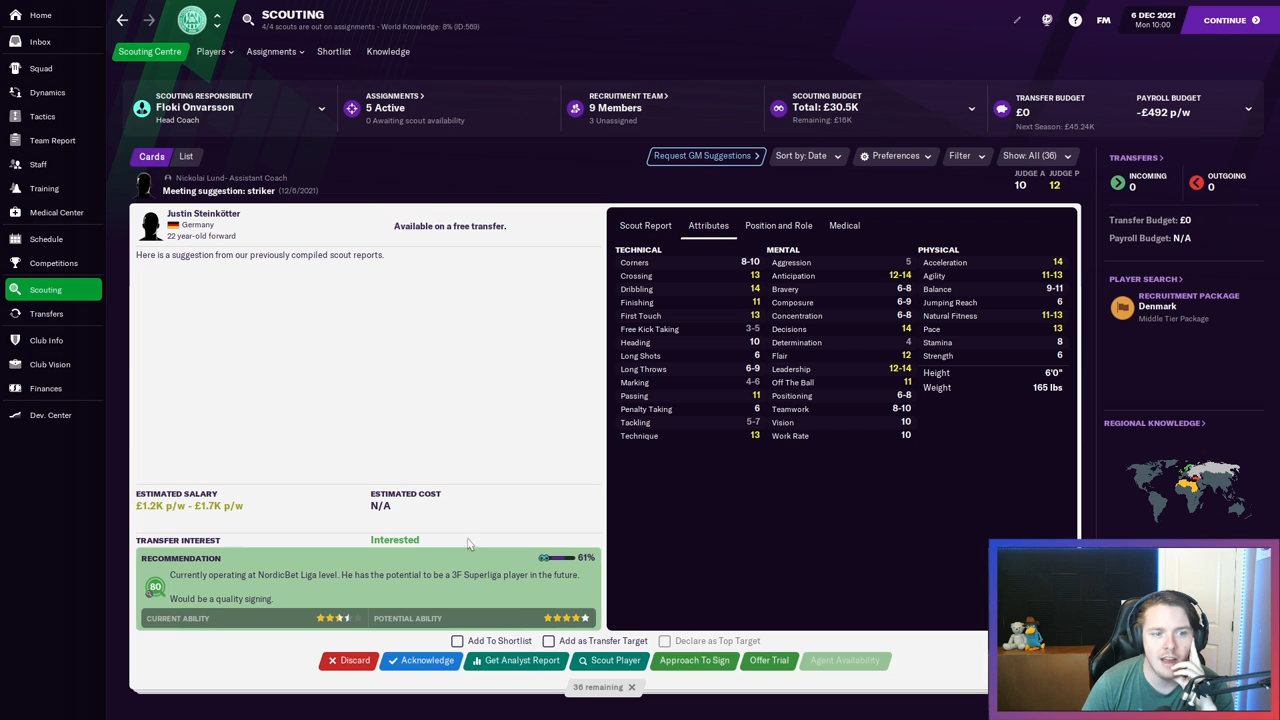 Home
Inbox
Squad
Dynamics
Tactics
Team Report
Staff
Training
Medical Center
Schedule
Competitions
Scouting
Transfers
Club Info
Club Vision
Finances
Dev. Center
SCOUTING
4/4 scouts are out on assignments - World Knowledge: 8% (ID:569)
FM
6 DEC 2021
Mon 10:00
CONTINUE
Scouting Centre
Players
Assignments
Shortlist
Knowledge
SCOUTING RESPONSIBILITY
Floki Onvarsson
Head Coach
ASSIGNMENTS
5 Active
0 Awaiting scout availability
RECRUITMENT TEAM
9 Members
3 Unassigned
SCOUTING BUDGET
Total: £30.5K
Remaining: £16K
TRANSFER BUDGET
£0
Next Season: £45.24K
PAYROLL BUDGET
-£492 p/w
Cards
List
Request GM Suggestions
Sort by: Date
Preferences
Filter
Show: All (36)
Nickolai Lund- Assistant Coach
Meeting suggestion: striker (12/6/2021)
JUDGE A JUDGE P
10 12
Justin Steinkötter
Germany
22 year-old forward
Available on a free transfer.
Here is a suggestion from our previously compiled scout reports.
ESTIMATED SALARY
£1.2K p/w - £1.7K p/w
ESTIMATED COST
N/A
TRANSFER INTEREST
Interested
RECOMMENDATION
61%
80
Currently operating at NordicBet Liga level. He has the potential to be a 3F Superliga player in the future.
Would be a quality signing.
CURRENT ABILITY
POTENTIAL ABILITY
Scout Report
Attributes
Position and Role
Medical
TECHNICAL
Corners 8-10
Crossing 13
Dribbling 14
Finishing 11
First Touch 13
Free Kick Taking 3-5
Heading 10
Long Shots 6
Long Throws 6-9
Marking 4-6
Passing 11
Penalty Taking 6
Tackling 5-7
Technique 13
MENTAL
Aggression 5
Anticipation 12-14
Bravery 6-8
Composure 6-9
Concentration 6-8
Decisions 14
Determination 4
Flair 12
Leadership 12-14
Off The Ball 11
Positioning 6-8
Teamwork 8-10
Vision 10
Work Rate 10
PHYSICAL
Acceleration 14
Agility 11-13
Balance 9-11
Jumping Reach 6
Natural Fitness 11-13
Pace 13
Stamina 8
Strength 6
Height 6'0"
Weight 165 lbs
Add To Shortlist
Add as Transfer Target
Declare as Top Target
Discard
Acknowledge
Get Analyst Report
Scout Player
Approach To Sign
Offer Trial
Agent Availability
36 remaining
TRANSFERS
INCOMING
0
OUTGOING
0
Transfer Budget: £0
Payroll Budget: N/A
PLAYER SEARCH
RECRUITMENT PACKAGE
Denmark
Middle Tier Package
REGIONAL KNOWLEDGE